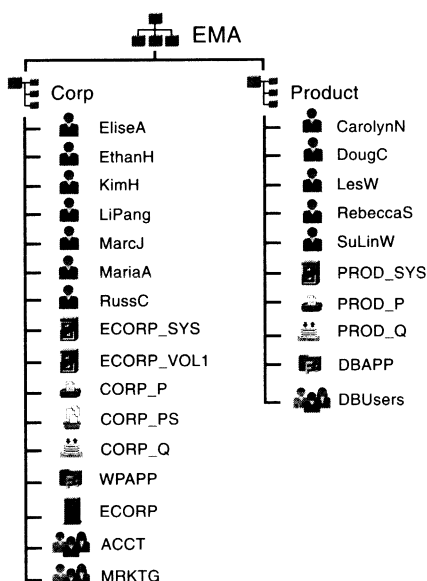 EMA
Corp
EliseA
EthanH
KimH
LiPang
MarcJ
MariaA
RussC
ECORP_SYS
ECORP_VOL1
CORP_P
CORP_PS
CORP_Q
WPAPP
ECORP
ACCT
MRKTG
Product
CarolynN
DougC
LesW
RebeccaS
SuLinW
PROD_SYS
PROD_P
PROD_Q
DBAPP
DBUsers